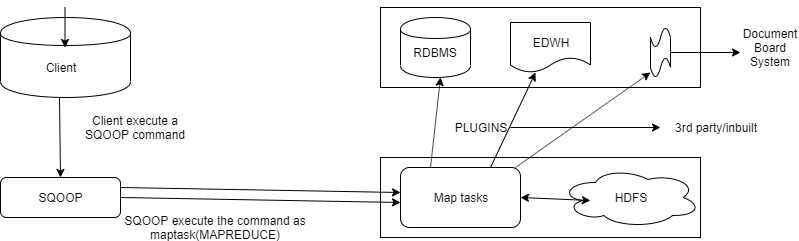 Client
Client execute a
SQOOP command
SQOOP
SQOOP execute the command as
maptask(MAPREDUCE)
RDBMS
EDWH
Document
Board
System
PLUGINS
3rd party/inbuilt
Map tasks
HDFS